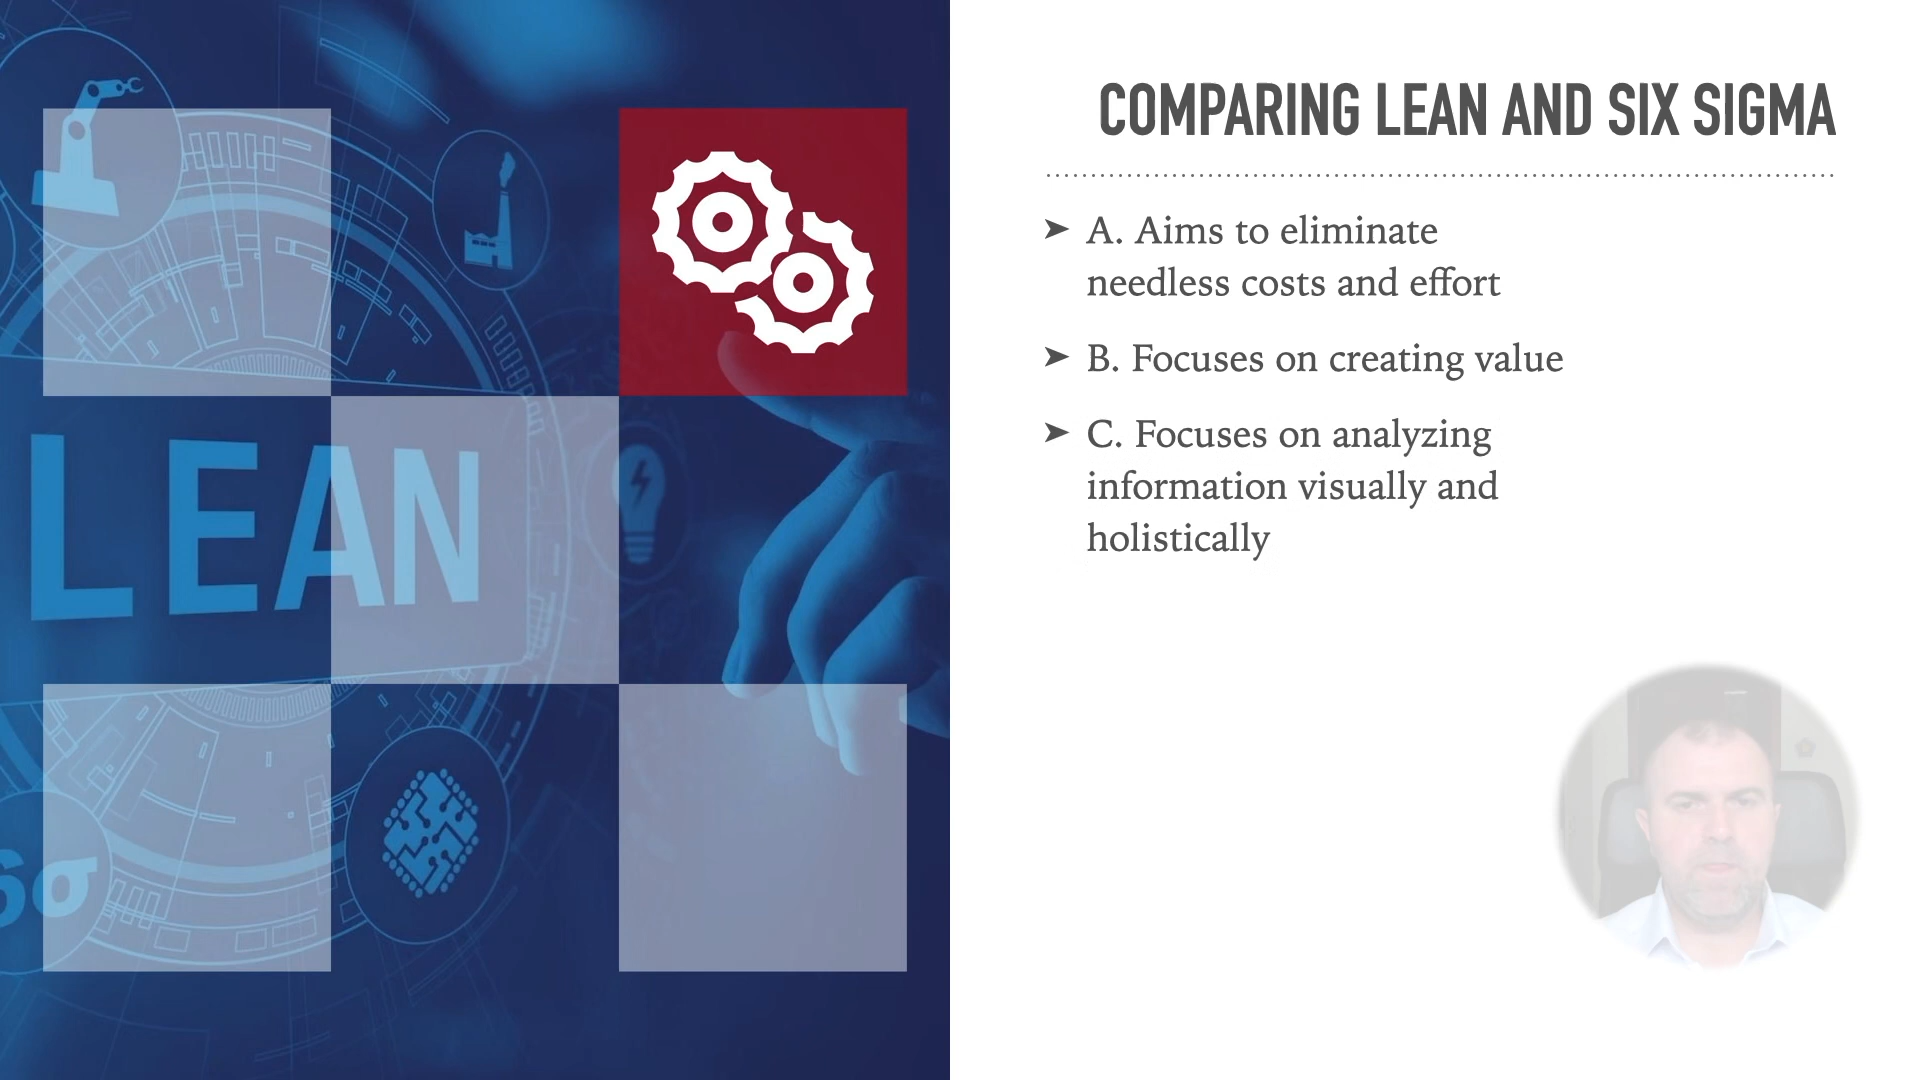 COMPARING LEAN AND SIX SIGMA
➤ A. Aims to eliminate
needless costs and effort
➤ B. Focuses on creating value
➤ C. Focuses on analyzing
information visually and
holistically
LEAN
6σ